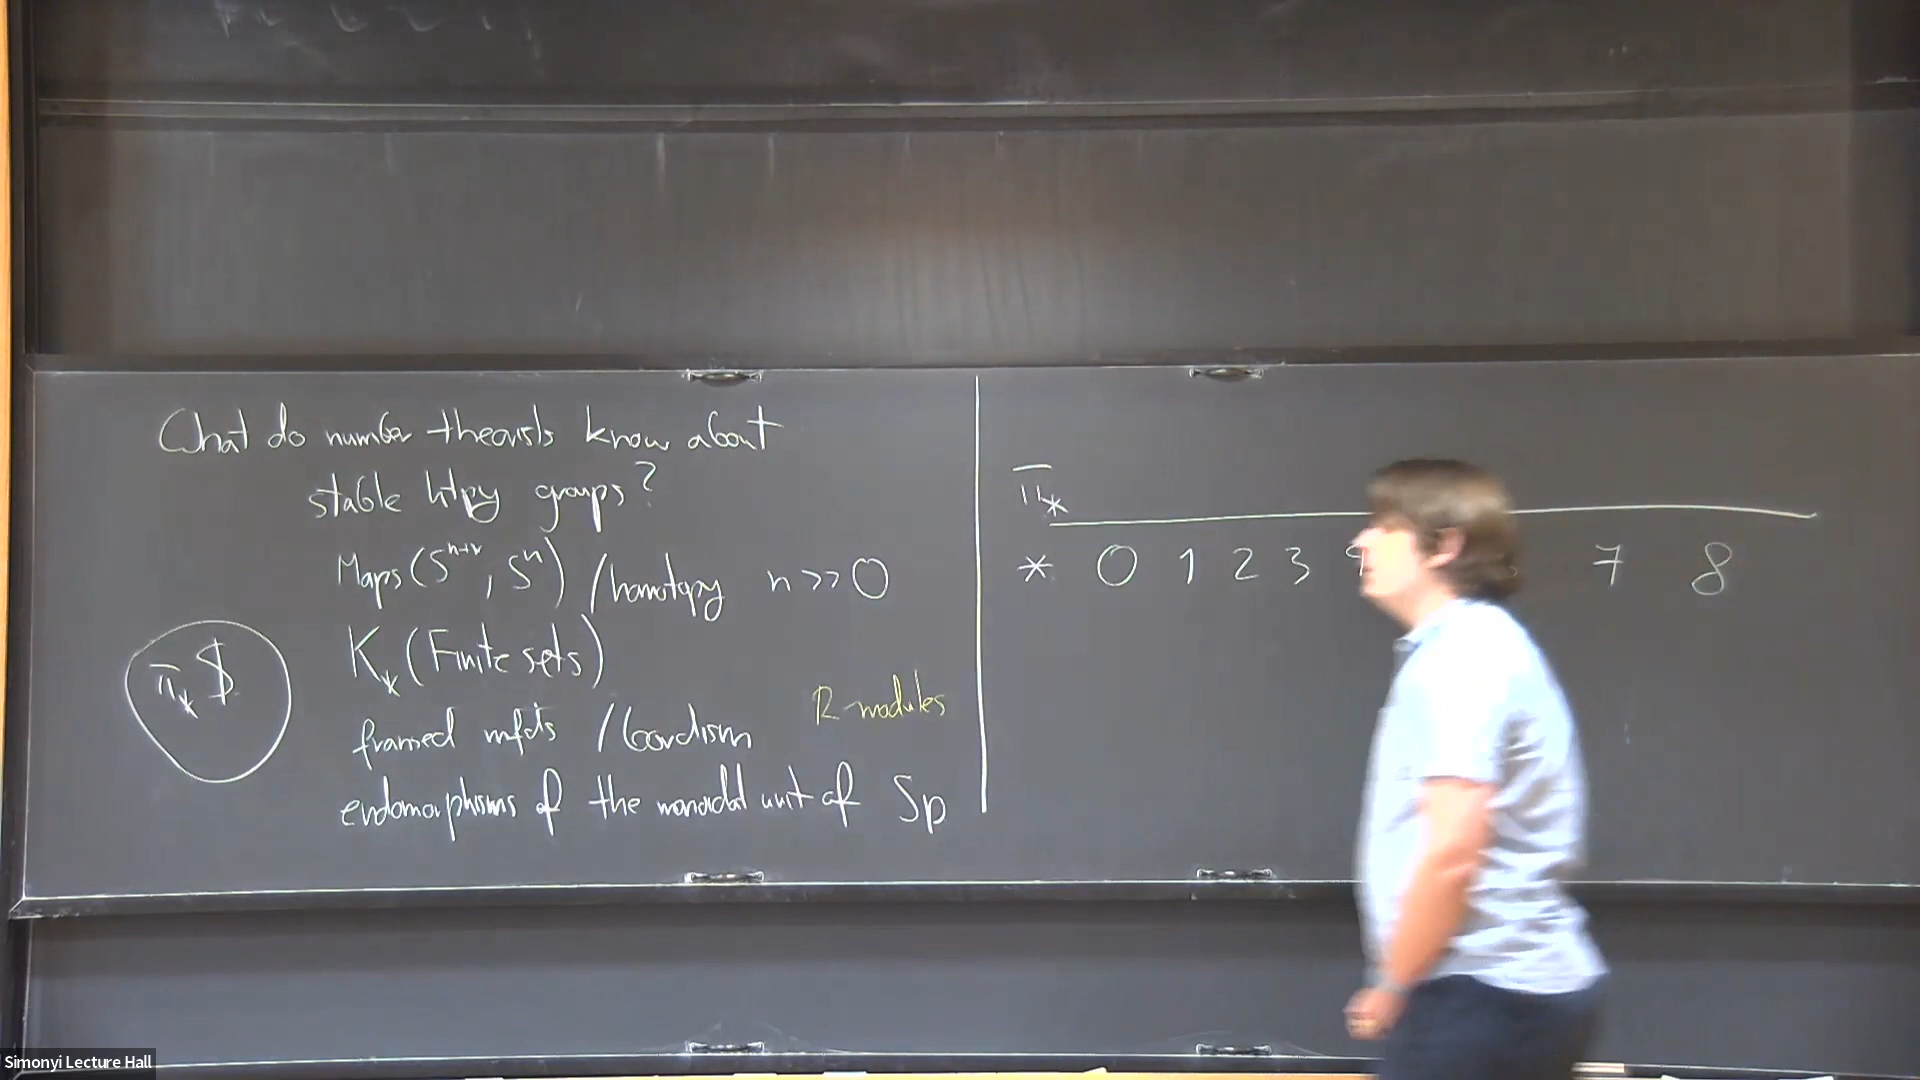 What do number theorists know about
stable htpy groups?
Maps(S^{n+r}, S^n) /homotopy n >> 0
π_* $
K_*(Finite sets)
R-modules
framed mfds /bordism
endomorphisms of the monoidal unit of Sp
π_*
* 0 1 2 3 7 8
Simonyi Lecture Hall